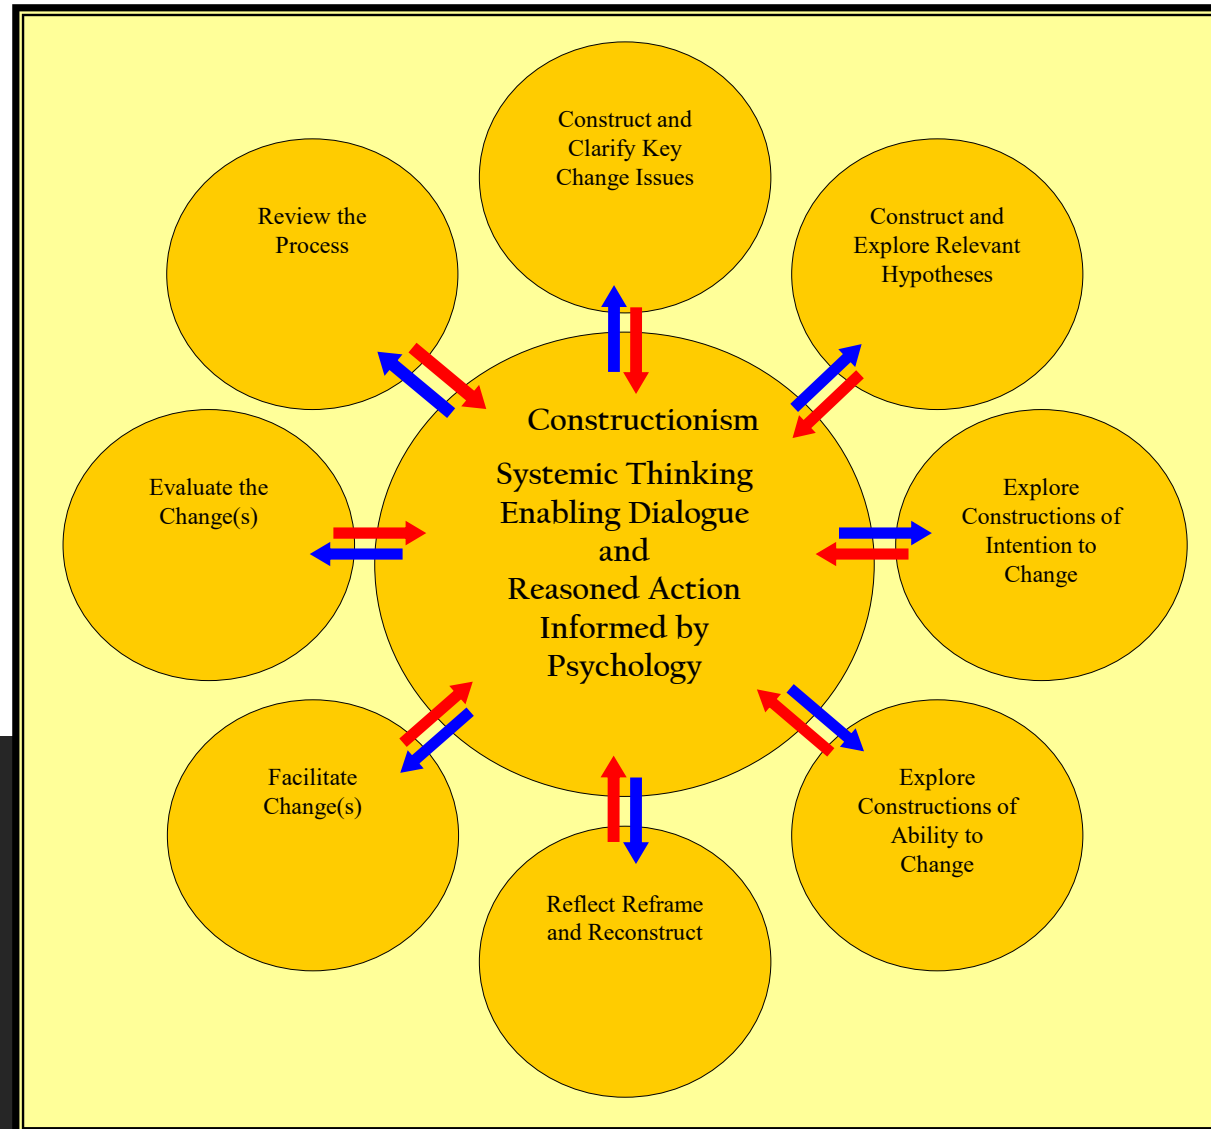 Construct and
Clarify Key
Change Issues
Review the
Process
Construct and
Explore Relevant
Hypotheses
Constructionism
Systemic Thinking
Enabling Dialogue
and
Reasoned Action
Informed by
Psychology
Evaluate the
Change(s)
Explore
Constructions of
Intention to
Change
Facilitate
Change(s)
Explore
Constructions of
Ability to
Change
Reflect Reframe
and Reconstruct